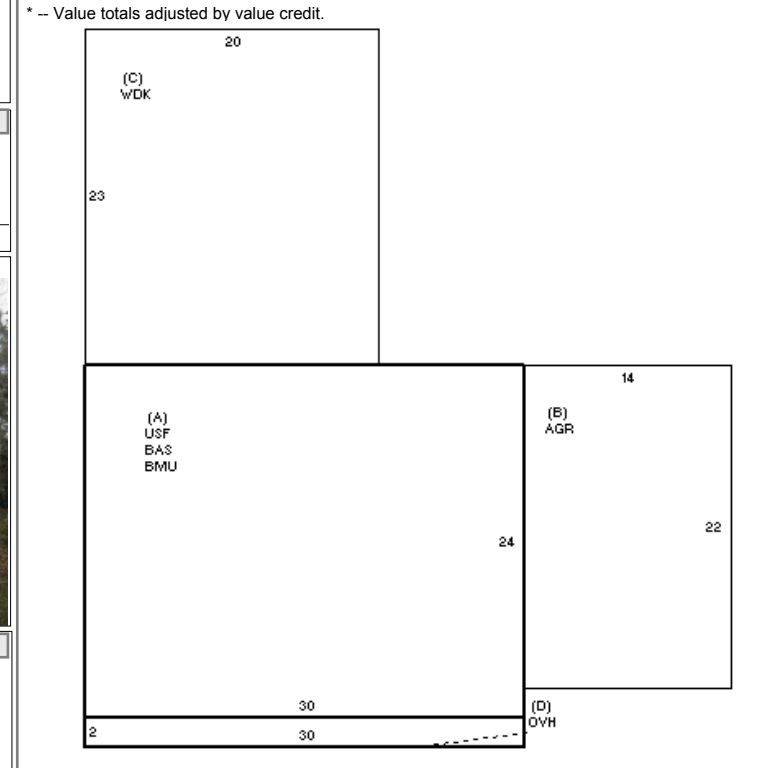 * -- Value totals adjusted by value credit.
20
(C)
WDK
23
14
(A)
USF
BAS
BMU
(B)
AGR
24
22
30
(D)
OVH
2
30